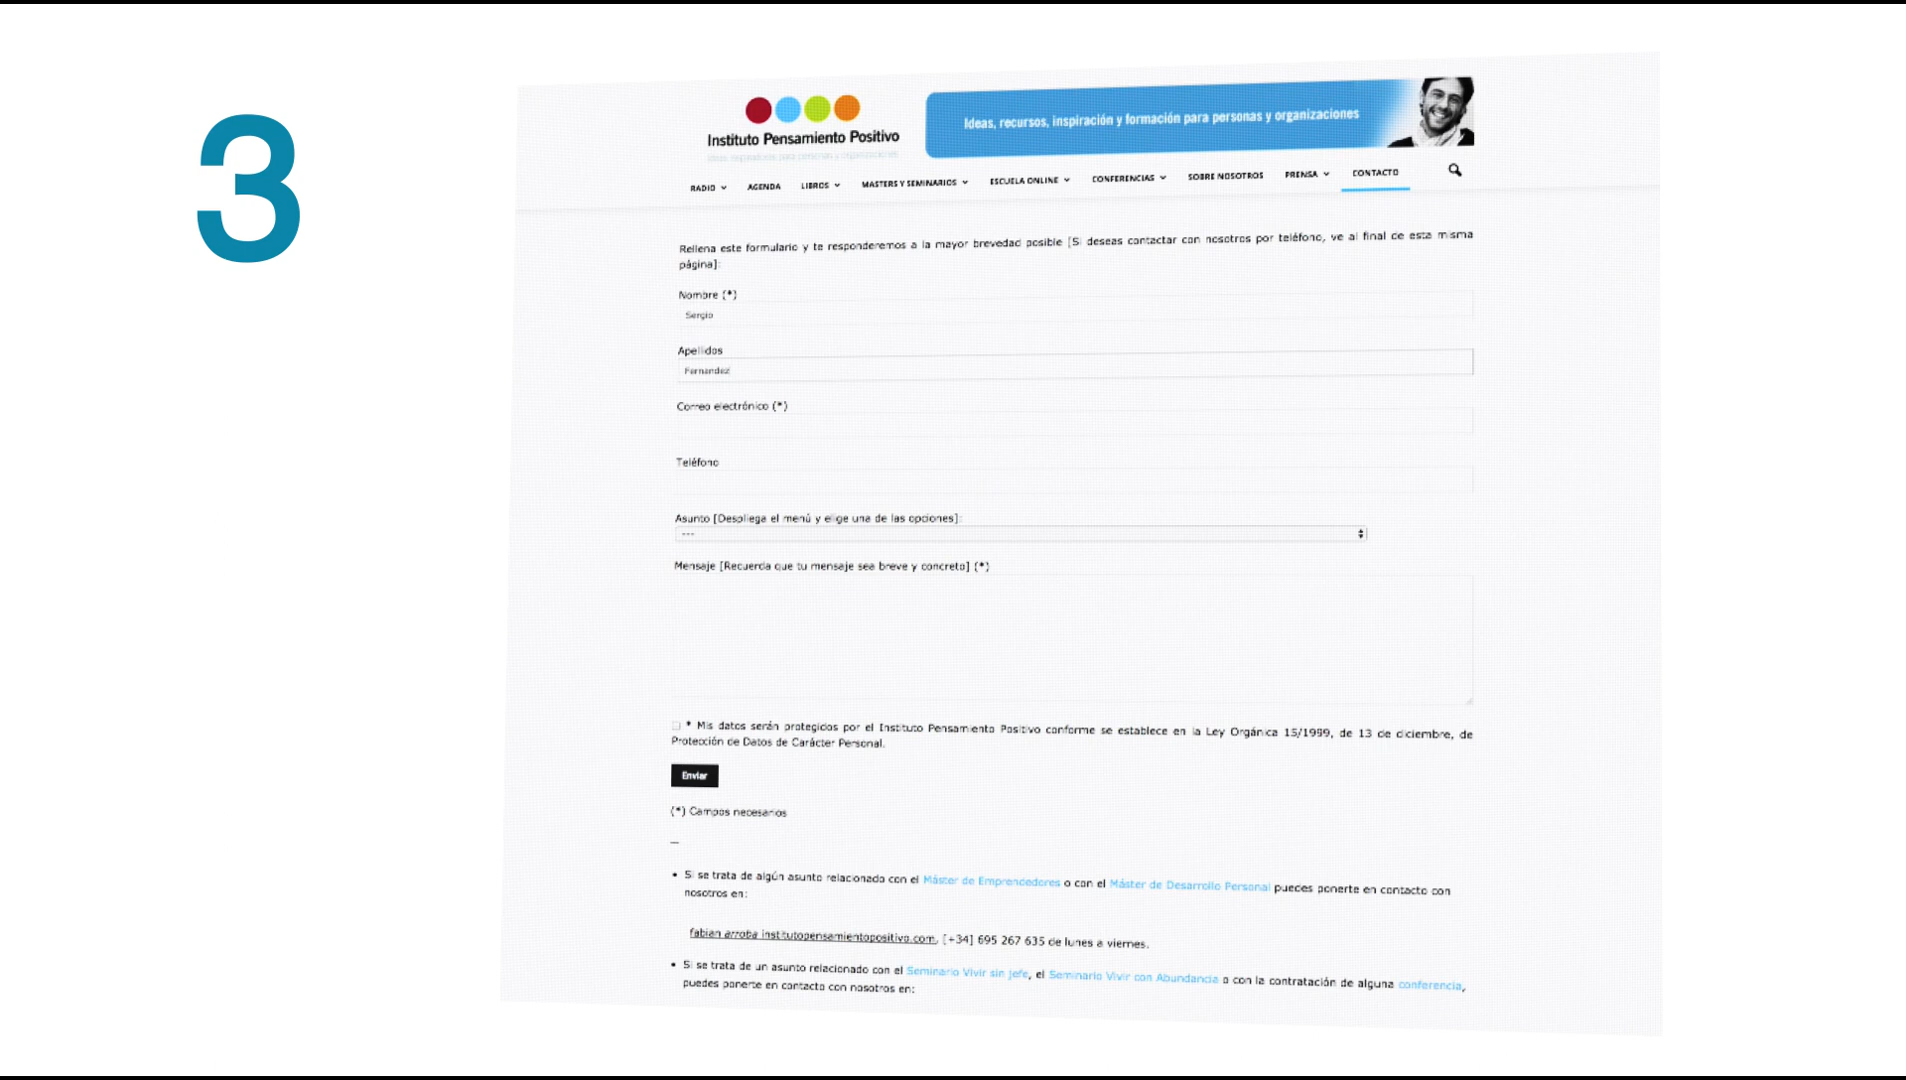 3
Instituto Pensamiento Positivo
Ideas, recursos, inspiración y formación para personas y organizaciones
RADIO AGENDA LIBROS MASTERS Y SEMINARIOS ESCUELA ONLINE CONFERENCIAS SOBRE NOSOTROS PRENSA CONTACTO
Rellena este formulario y te responderemos a la mayor brevedad posible [Si deseas contactar con nosotros por teléfono, ve al final de esta misma
página]:
Nombre (*)
Sergio
Apellidos
Fernandez
Correo electrónico (*)
Teléfono
Asunto [Despliega el menú y elige una de las opciones]:
---
Mensaje [Recuerda que tu mensaje sea breve y concreto] (*)
* Mis datos serán protegidos por el Instituto Pensamiento Positivo conforme se establece en la Ley Orgánica 15/1999, de 13 de diciembre, de
Protección de Datos de Carácter Personal.
Enviar
(*) Campos necesarios
—
• Si se trata de algún asunto relacionado con el Máster de Emprendedores o con el Máster de Desarrollo Personal puedes ponerte en contacto con
nosotros en:
fabian arroba institutopensamientopositivo.com, [+34] 695 267 635 de lunes a viernes.
• Si se trata de un asunto relacionado con el Seminario Vivir sin Jefe, el Seminario Vivir con Abundancia o con la contratación de alguna conferencia,
puedes ponerte en contacto con nosotros en: